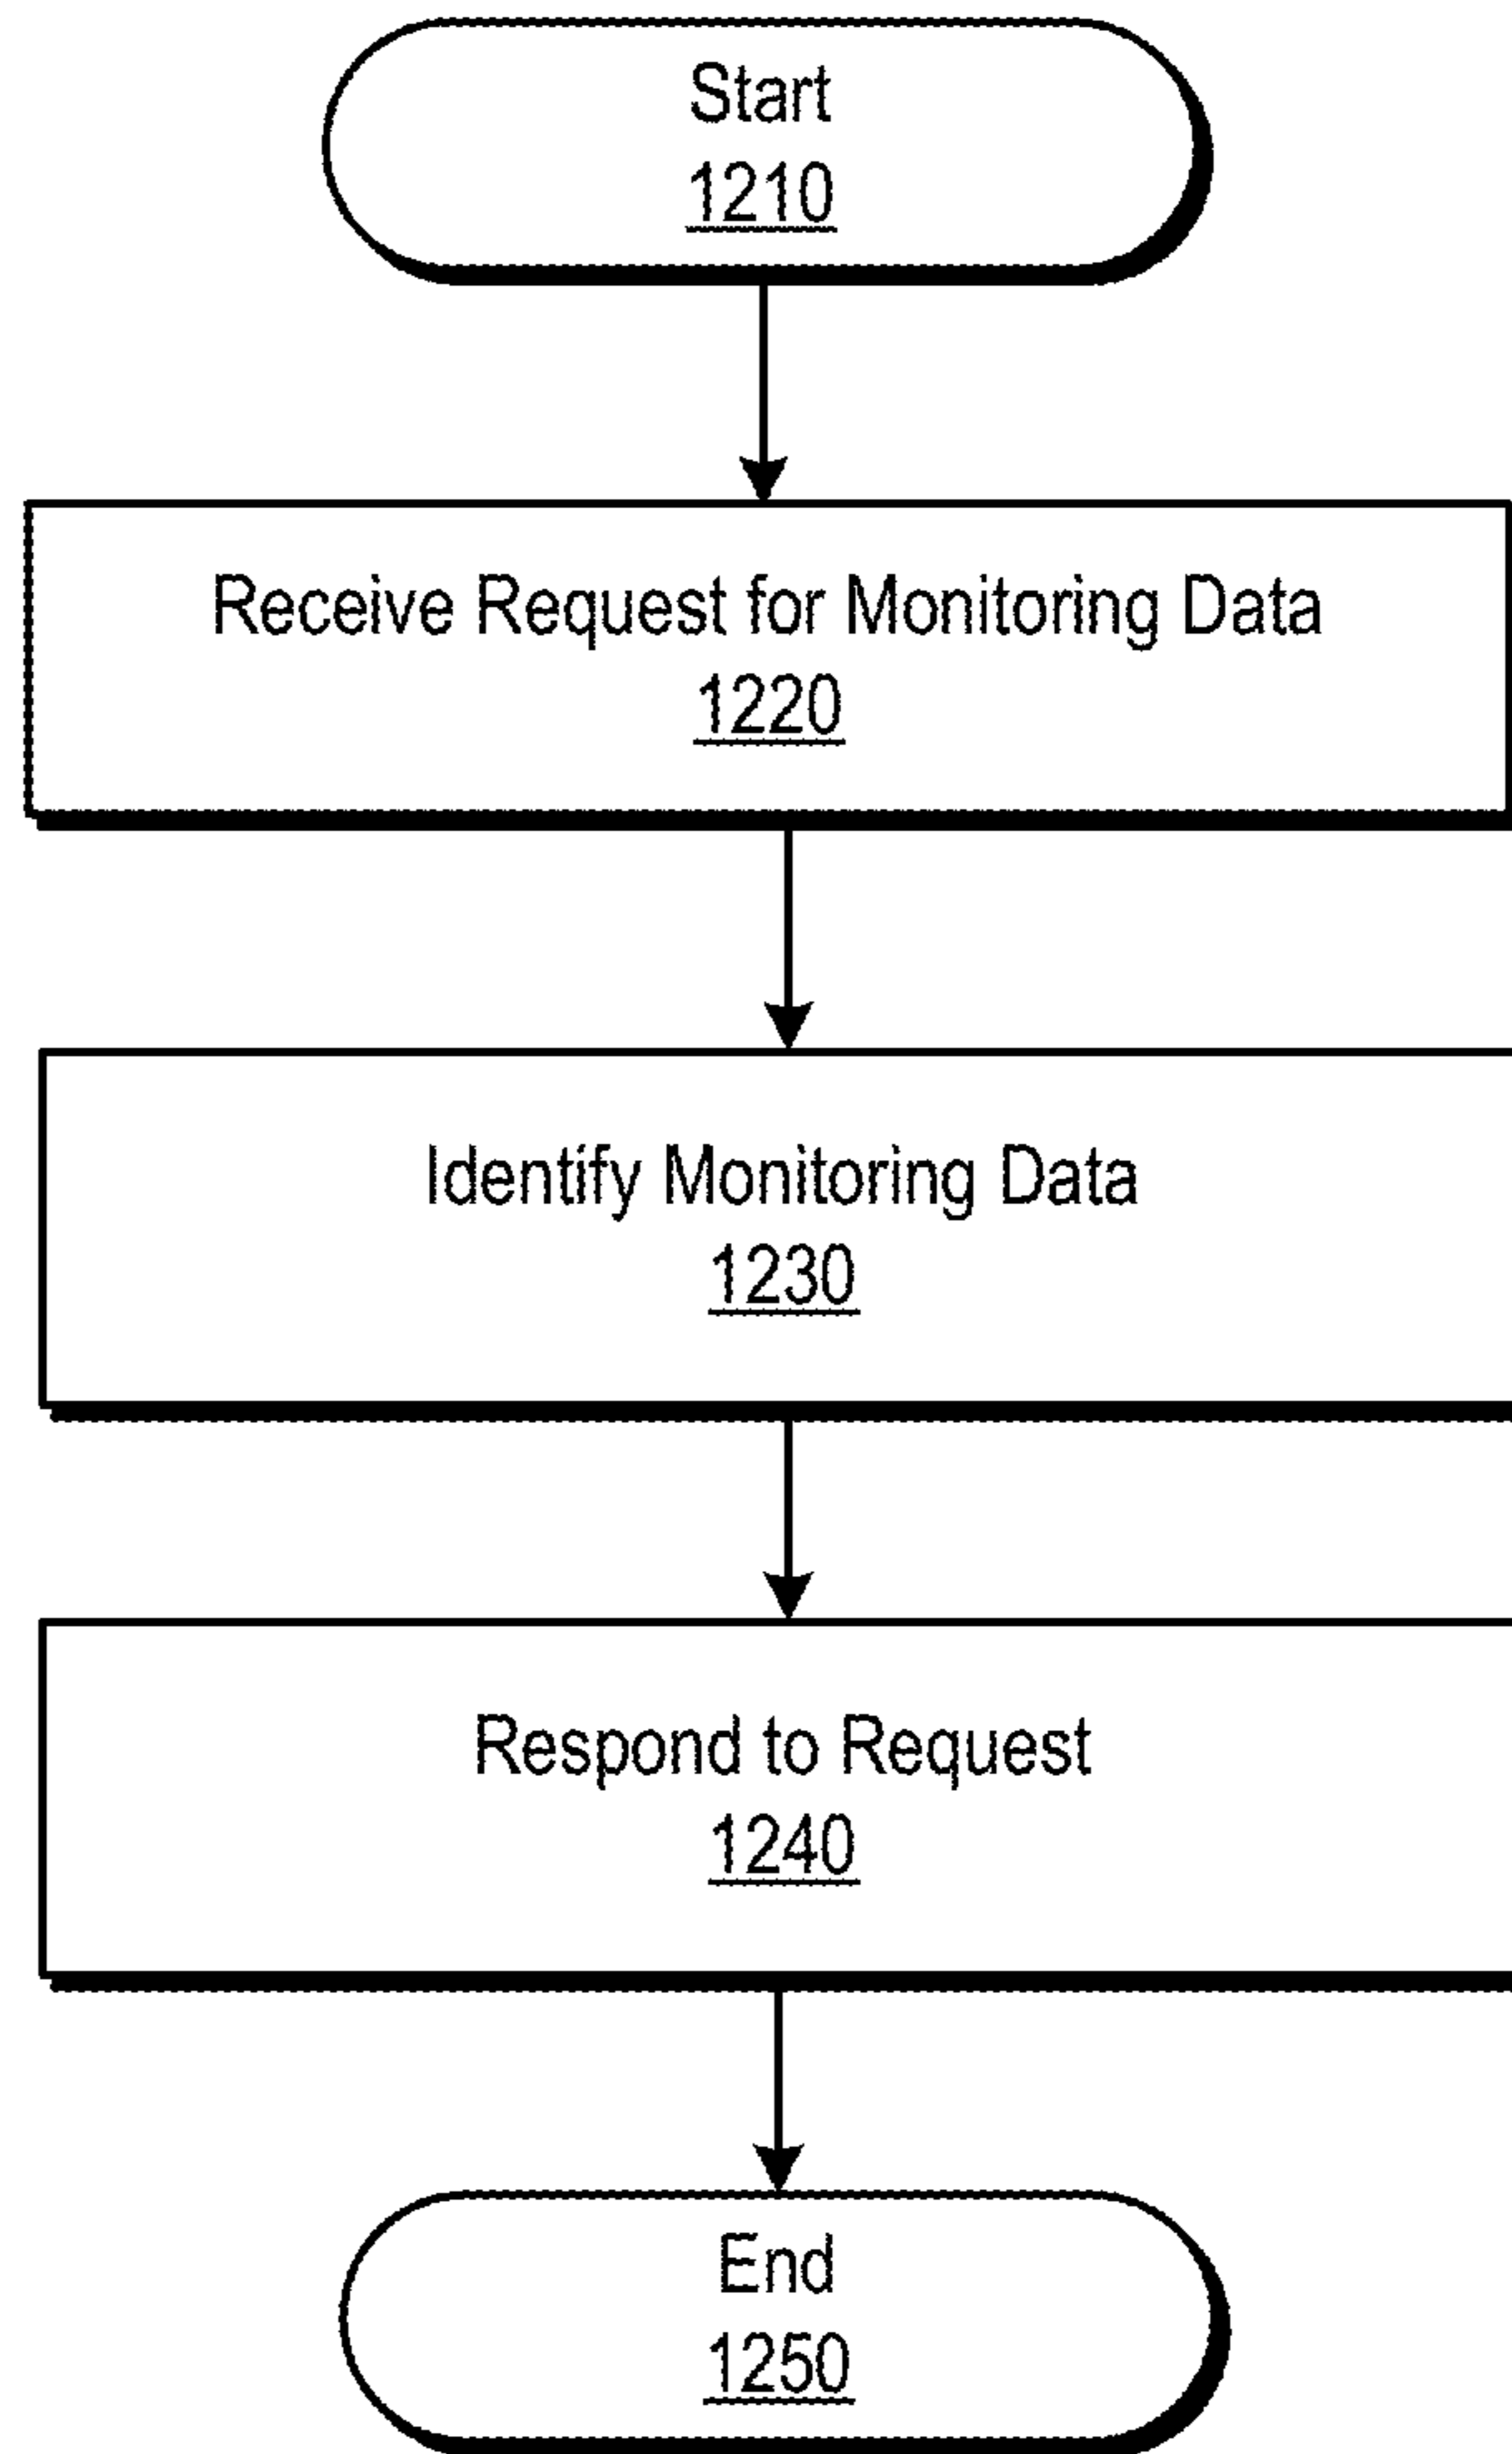 Start
1210
Receive Request for Monitoring Data
1220
Identify Monitoring Data
1230
Respond to Request
1240
End
1250